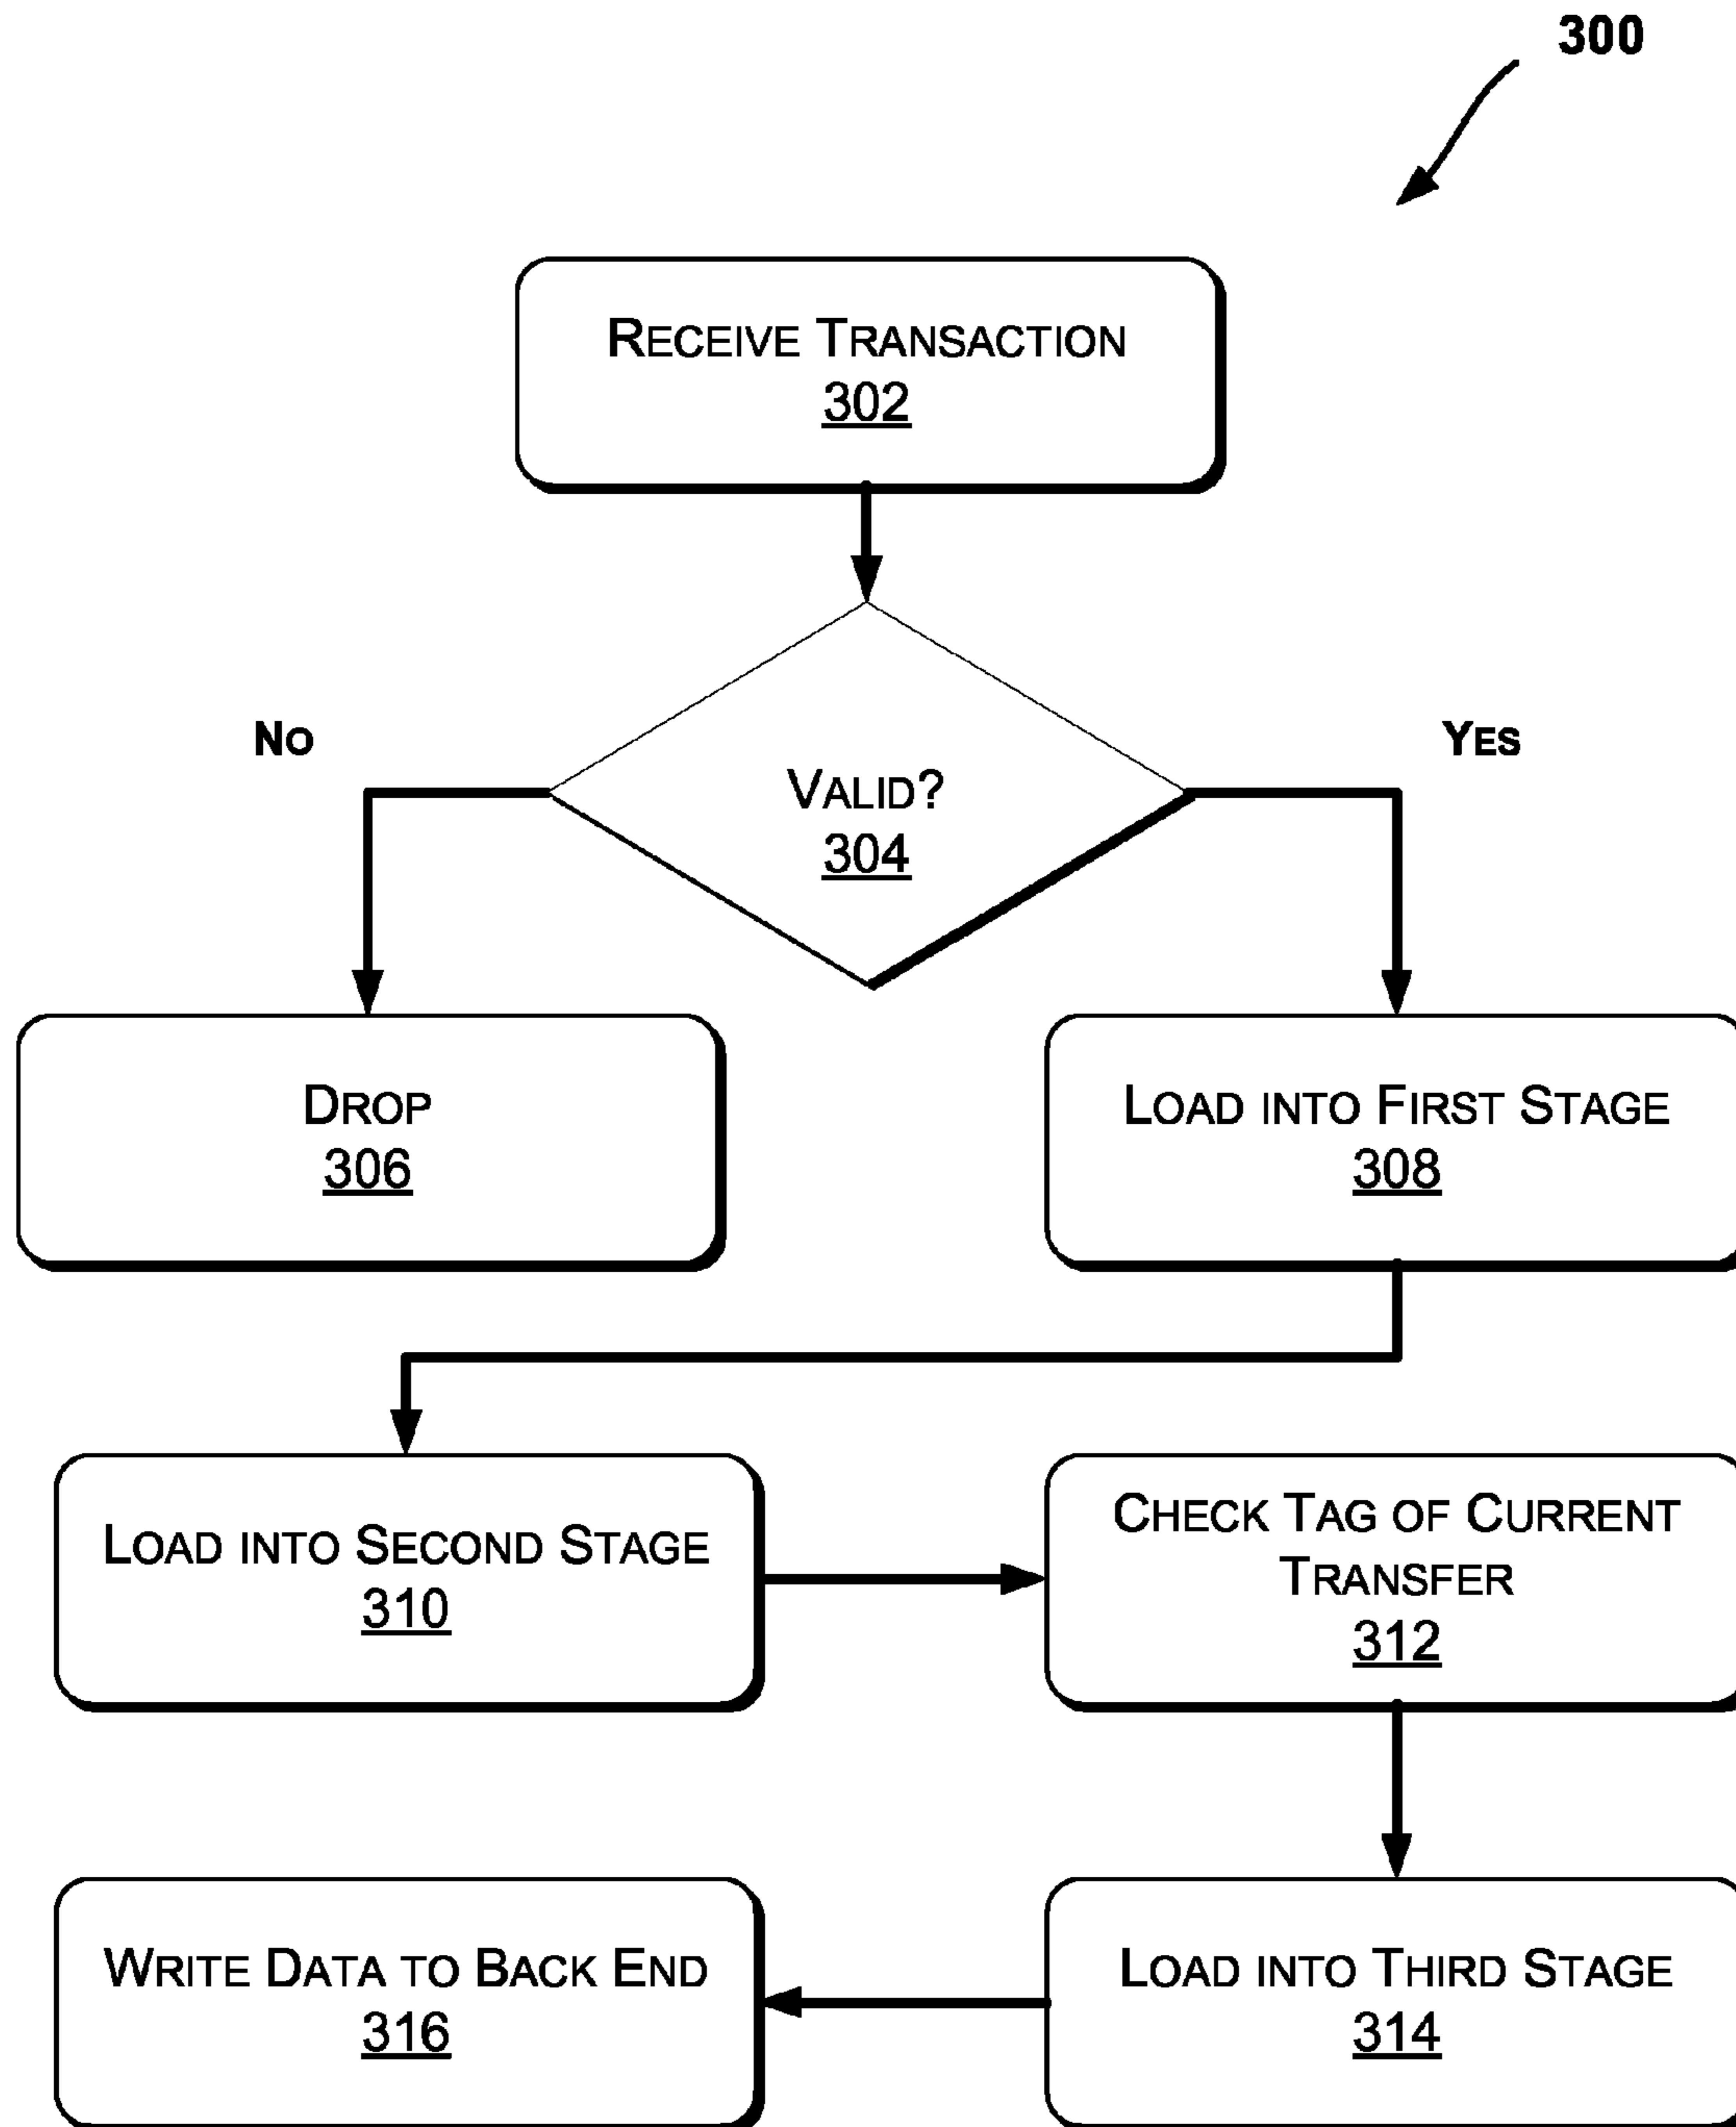 300
RECEIVE TRANSACTION
302
NO
YES
VALID?
304
DROP
306
LOAD INTO FIRST STAGE
308
LOAD INTO SECOND STAGE
310
CHECK TAG OF CURRENT
TRANSFER
312
WRITE DATA TO BACK END
316
LOAD INTO THIRD STAGE
314